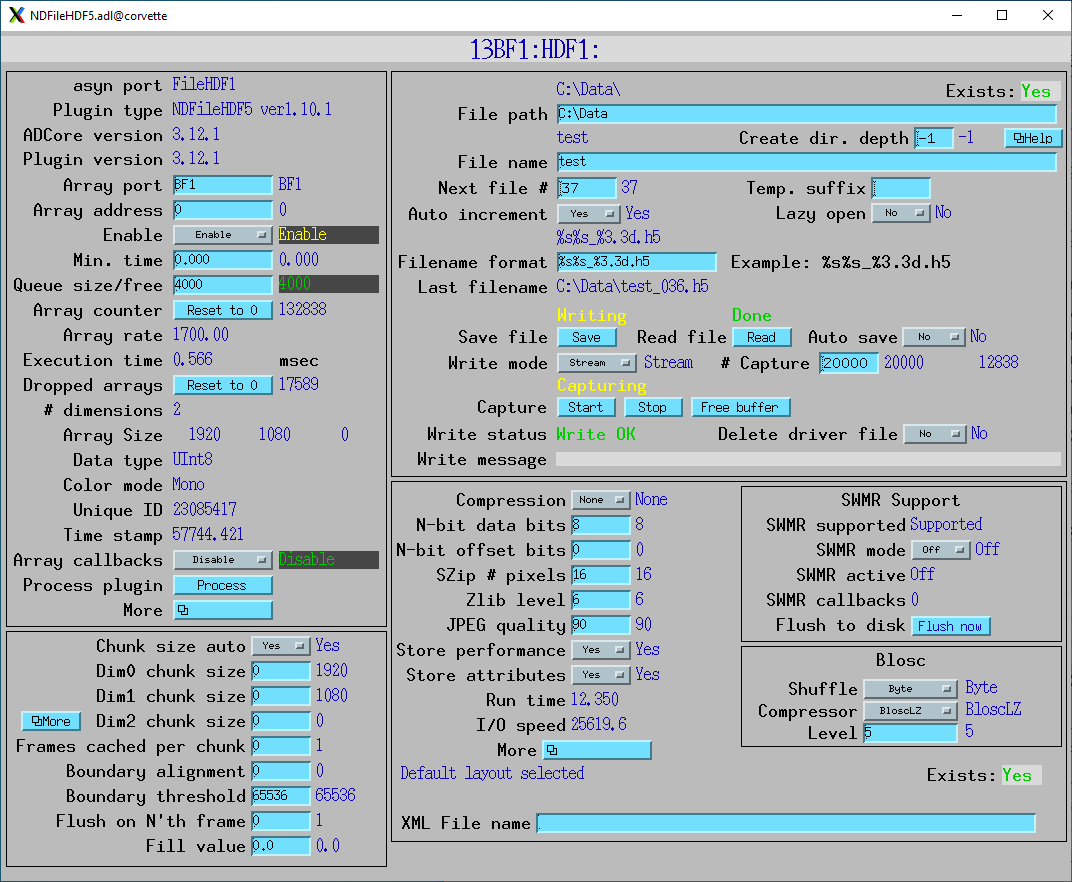 NDFileHDF5.adl@corvette
13BF1:HDF1:
asyn port FileHDF1
Plugin type NDFileHDF5 ver1.10.1
ADCore version 3.12.1
Plugin version 3.12.1
Array port BF1 BF1
Array address 0 0
Enable Enable Enable
Min. time 0.000 0.000
Queue size/free 4000 4000
Array counter Reset to 0 132838
Array rate 1700.00
Execution time 0.566 msec
Dropped arrays Reset to 0 17589
# dimensions 2
Array Size 1920 1080 0
Data type UInt8
Color mode Mono
Unique ID 23085417
Time stamp 57744.421
Array callbacks Disable Disable
Process plugin Process
More
Chunk size auto Yes Yes
Dim0 chunk size 0 1920
Dim1 chunk size 0 1080
More Dim2 chunk size 0 0
Frames cached per chunk 0 1
Boundary alignment 0 0
Boundary threshold 65536 65536
Flush on N'th frame 0 1
Fill value 0.0 0.0
C:\Data\ Exists: Yes
File path C:\Data
test Create dir. depth -1 -1 Help
File name test
Next file # 37 37 Temp. suffix
Auto increment Yes Yes Lazy open No No
%s%s_%3.3d.h5
Filename format %s%s_%3.3d.h5 Example: %s%s_%3.3d.h5
Last filename C:\Data\test_036.h5
Writing Done
Save file Save Read file Read Auto save No No
Write mode Stream Stream # Capture 20000 20000 12838
Capturing
Capture Start Stop Free buffer
Write status Write OK Delete driver file No No
Write message
Compression None None
N-bit data bits 8 8
N-bit offset bits 0 0
SZip # pixels 16 16
Zlib level 6 6
JPEG quality 90 90
Store performance Yes Yes
Store attributes Yes Yes
Run time 12.350
I/O speed 25619.6
More
SWMR Support
SWMR supported Supported
SWMR mode Off Off
SWMR active Off
SWMR callbacks 0
Flush to disk Flush now
Blosc
Shuffle Byte Byte
Compressor BloscLZ BloscLZ
Level 5 5
Default layout selected Exists: Yes
XML File name